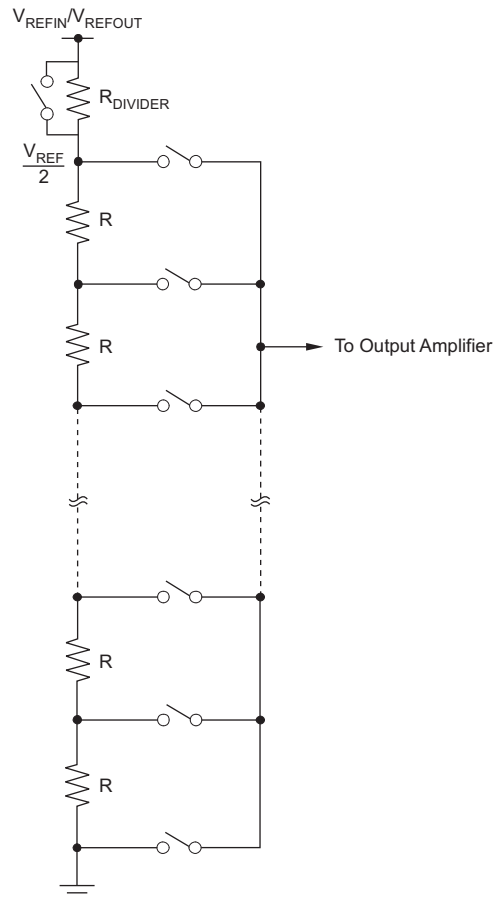 VREFIN/VREFOUT
RDIVIDER
VREF
2
R
R
To Output Amplifier
R
R